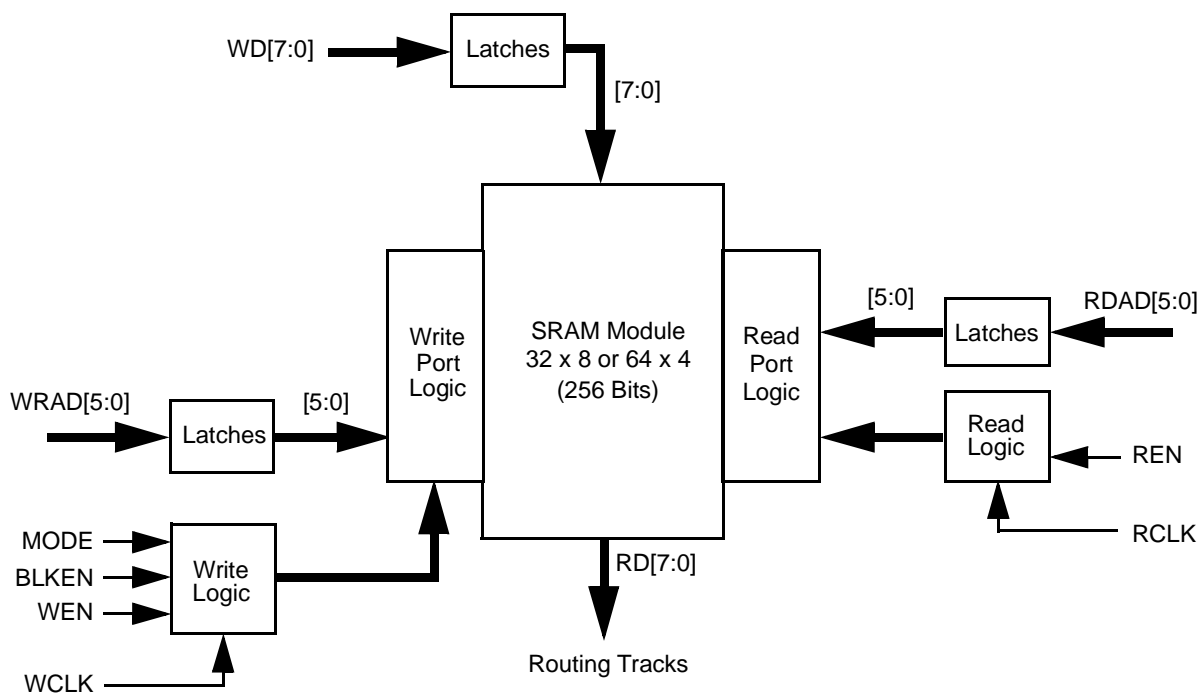 WD[7:0]
Latches
[7:0]
SRAM Module
32 x 8 or 64 x 4
(256 Bits)
Write
Port
Logic
Read
Port
Logic
[5:0]
RDAD[5:0]
Latches
WRAD[5:0]
[5:0]
Latches
Read
Logic
REN
RCLK
MODE
BLKEN
WEN
Write
Logic
WCLK
RD[7:0]
Routing Tracks